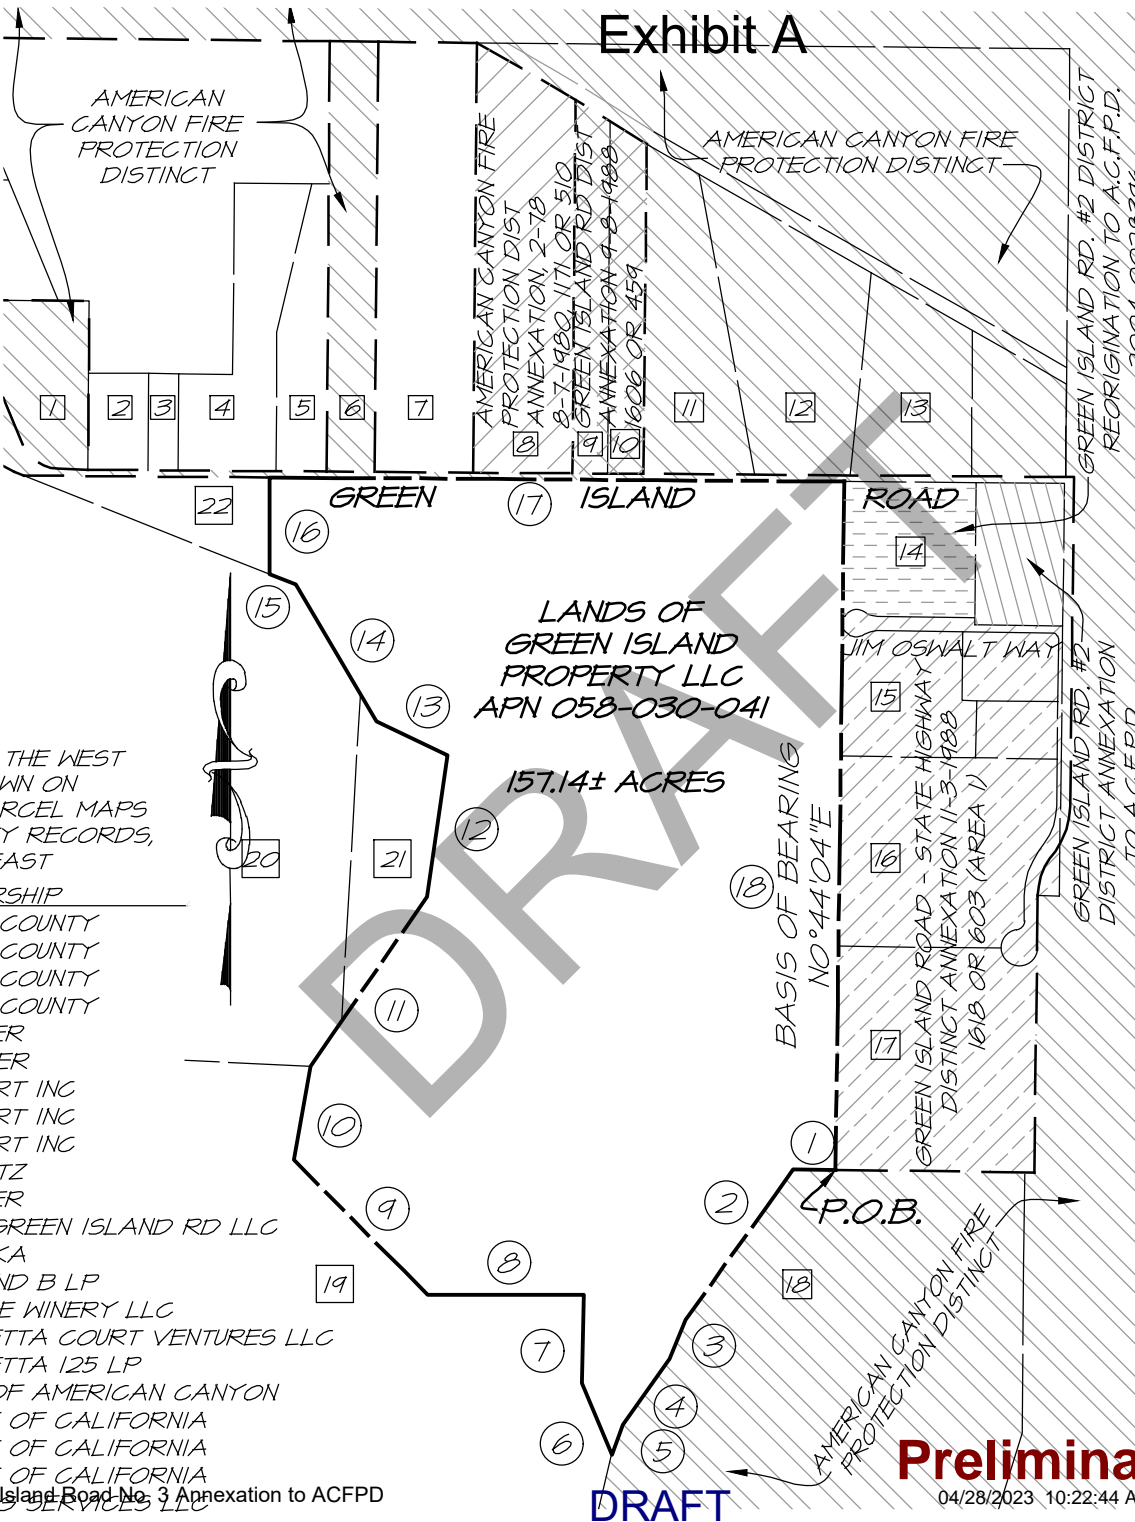 Exhibit A
AMERICAN
CANYON FIRE
PROTECTION
DISTINCT
AMERICAN CANYON FIRE
PROTECTION DISTINCT
AMERICAN CANYON FIRE
PROTECTION DIST
ANNEXATION, 2-78
8-7-1980, 1171 OR 510
GREEN ISLAND RD DIST
ANNEXATION 9-8-1988
1606 OR 459
GREEN ISLAND RD. #2 DISTRICT
REORIGINATION TO A.C.F.P.D.
1
2
3
4
5
6
7
8
9
10
11
12
13
22
GREEN ISLAND ROAD
17
16
15
14
13
14
LANDS OF
GREEN ISLAND
PROPERTY LLC
APN 058-030-041
157.14± ACRES
JIM OSWALT WAY
15
16
17
GREEN ISLAND ROAD - STATE HIGHWAY
DISTINCT ANNEXATION 11-3-1988
1618 OR 603 (AREA 1)
GREEN ISLAND RD. #2
DISTRICT ANNEXATION
TO A.C.F.P.D.
BASIS OF BEARING
N0°44'04"E
18
12
20
21
11
10
9
8
7
6
5
4
3
2
1
P.O.B.
18
19
AMERICAN CANYON FIRE
PROTECTION DISTINCT
THE WEST
WN ON
ARCEL MAPS
Y RECORDS,
EAST
RSHIP
COUNTY
COUNTY
COUNTY
COUNTY
ER
ER
RT INC
RT INC
RT INC
TZ
ER
GREEN ISLAND RD LLC
KA
ND B LP
E WINERY LLC
ETTA COURT VENTURES LLC
ETTA 125 LP
OF AMERICAN CANYON
E OF CALIFORNIA
E OF CALIFORNIA
E OF CALIFORNIA
G SERVICES LLC
Island Road No. 3 Annexation to ACFPD
DRAFT
DRAFT
Prelimina
04/28/2023 10:22:44 A